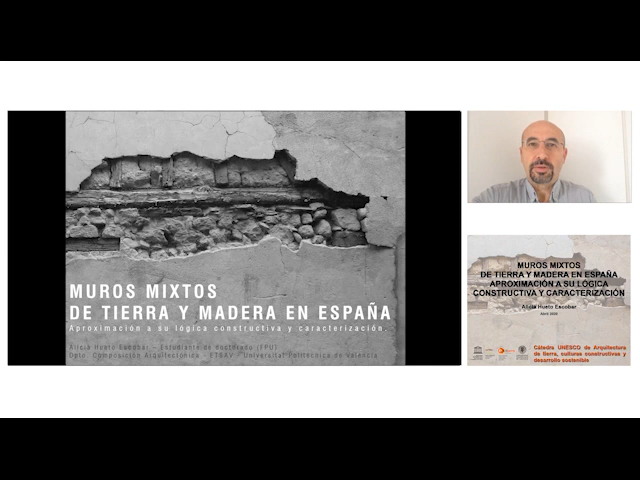 MUROS MIXTOS
DE TIERRA Y MADERA EN ESPAÑA
Aproximación a su lógica constructiva y caracterización
Alicia Hueto Escobar – Estudiante de doctorado (FPU)
Dpto. Composición Arquitectónica - ETSAV - Universitat Politècnica de València
MUROS MIXTOS
DE TIERRA Y MADERA EN ESPAÑA
APROXIMACIÓN A SU LÓGICA
CONSTRUCTIVA Y CARACTERIZACIÓN
Alicia Hueto Escobar
Abril
Cátedra UNESCO de Arquitectura
de tierra, culturas constructivas y
desarrollo sostenible